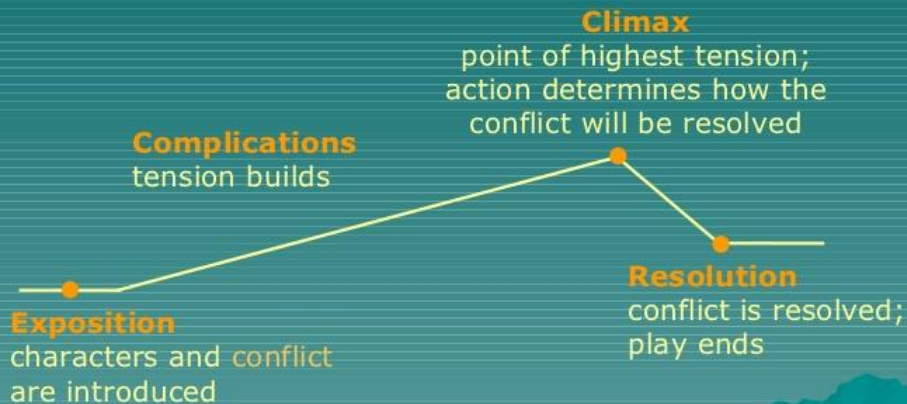 Climax
point of highest tension;
action determines how the
conflict will be resolved
Complications
tension builds
Exposition
characters and conflict
are introduced
Resolution
conflict is resolved;
play ends